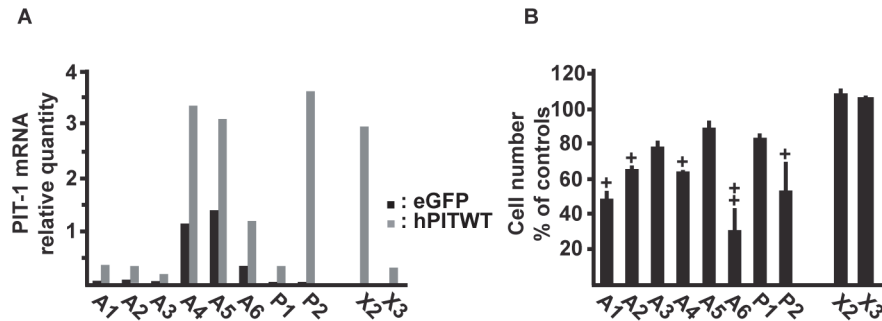 A
PIT-1 mRNA
relative quantity
4
3
2
1
■ : eGFP
■ : hPITWT
A1 A2 A3 A4 A5 A6 P1 P2 X2 X3
B
Cell number
% of controls
120
100
80
60
40
20
+ + + ++ +
A1 A2 A3 A4 A5 A6 P1 P2 X2 X3